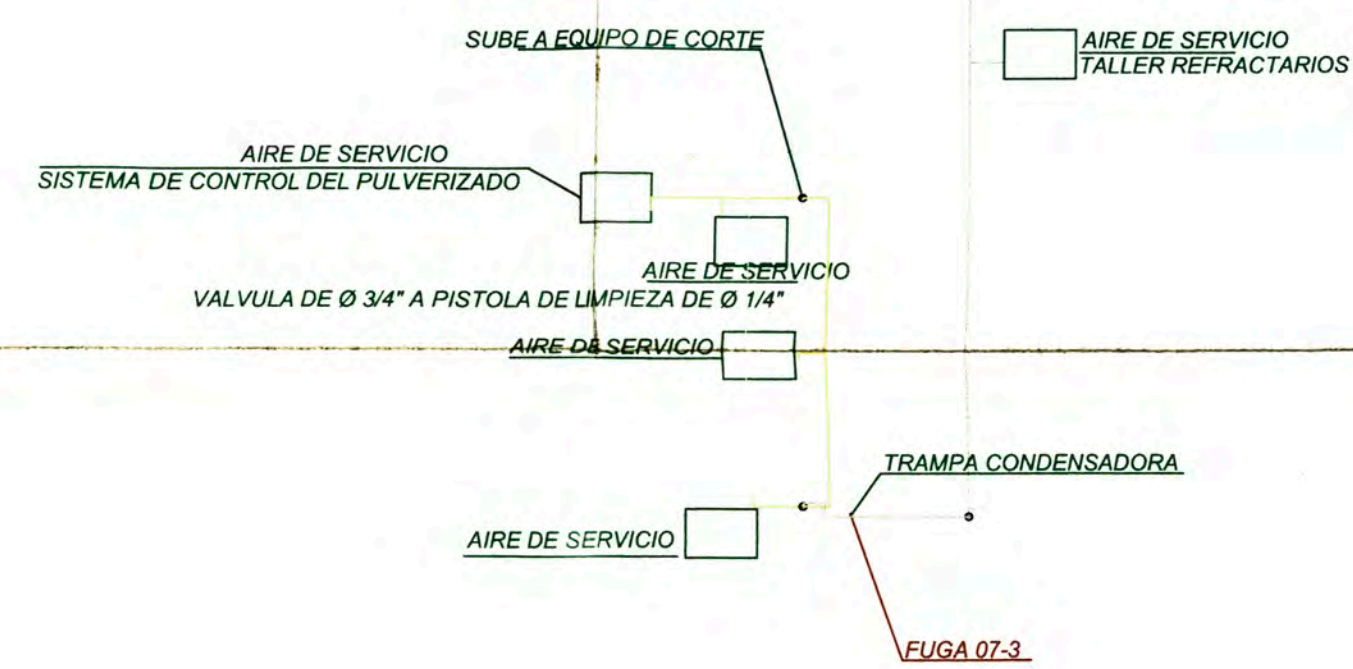 SUBE A EQUIPO DE CORTE
AIRE DE SERVICIO
TALLER REFRACTARIOS
AIRE DE SERVICIO
SISTEMA DE CONTROL DEL PULVERIZADO
AIRE DE SERVICIO
VALVULA DE Ø 3/4" A PISTOLA DE LIMPIEZA DE Ø 1/4"
AIRE DE SERVICIO
TRAMPA CONDENSADORA
AIRE DE SERVICIO
FUGA 07-3